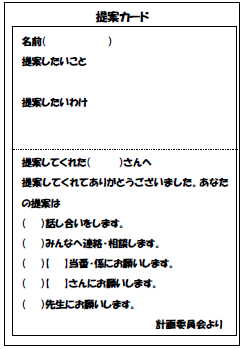 提案カード
名前(　　　　　)
提案したいこと
提案したいわけ
提案してくれた(　　　)さんへ
提案してくれてありがとうございました。あなた
の提案は
(　)話し合いをします。
(　)みんなへ連絡・相談します。
(　)【　】当番・係にお願いします。
(　)【　】さんにお願いします。
(　)先生にお願いします。
計画委員会より